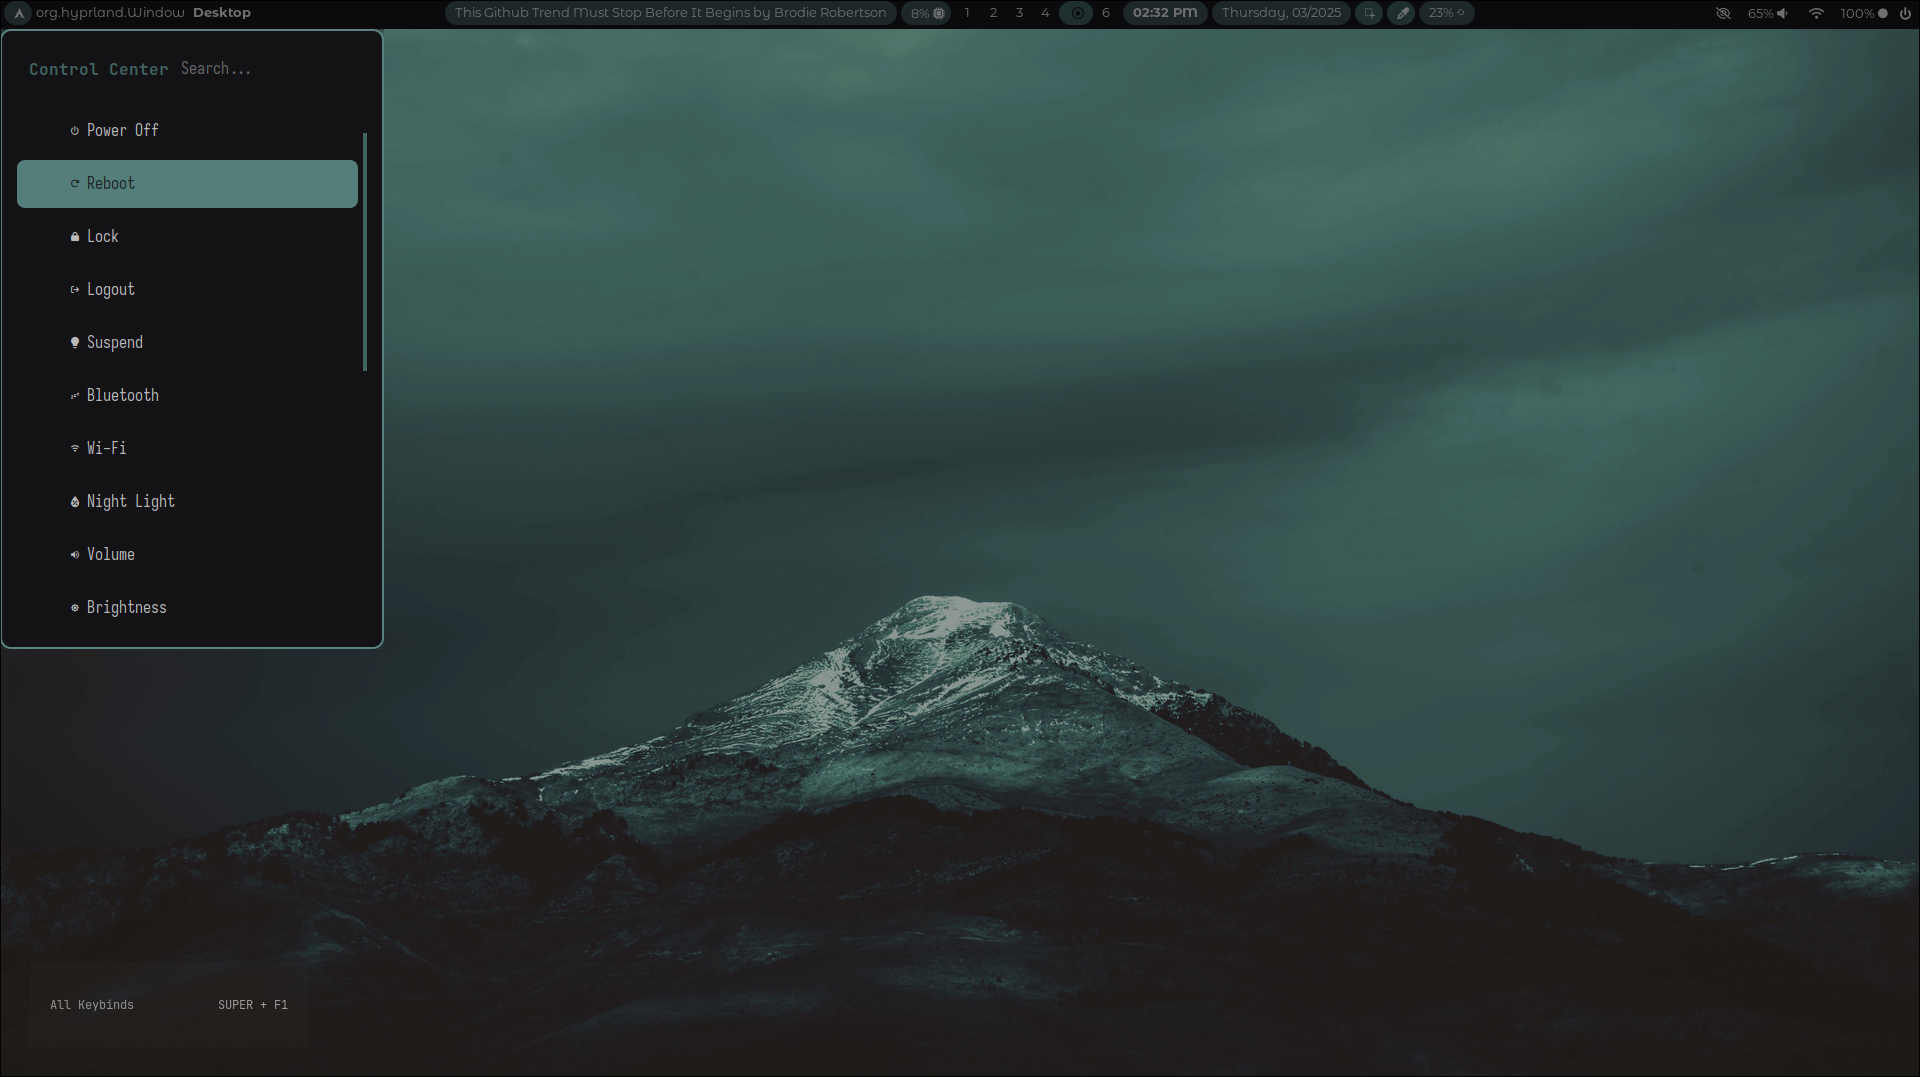 org.hyprland.Window Desktop
This Github Trend Must Stop Before It Begins by Brodie Robertson
8%
1 2 3 4 6
02:32 PM
Thursday, 03/2025
23%
65%
100%
Control Center Search...
Power Off
Reboot
Lock
Logout
Suspend
Bluetooth
Wi-Fi
Night Light
Volume
Brightness
All Keybinds SUPER + F1